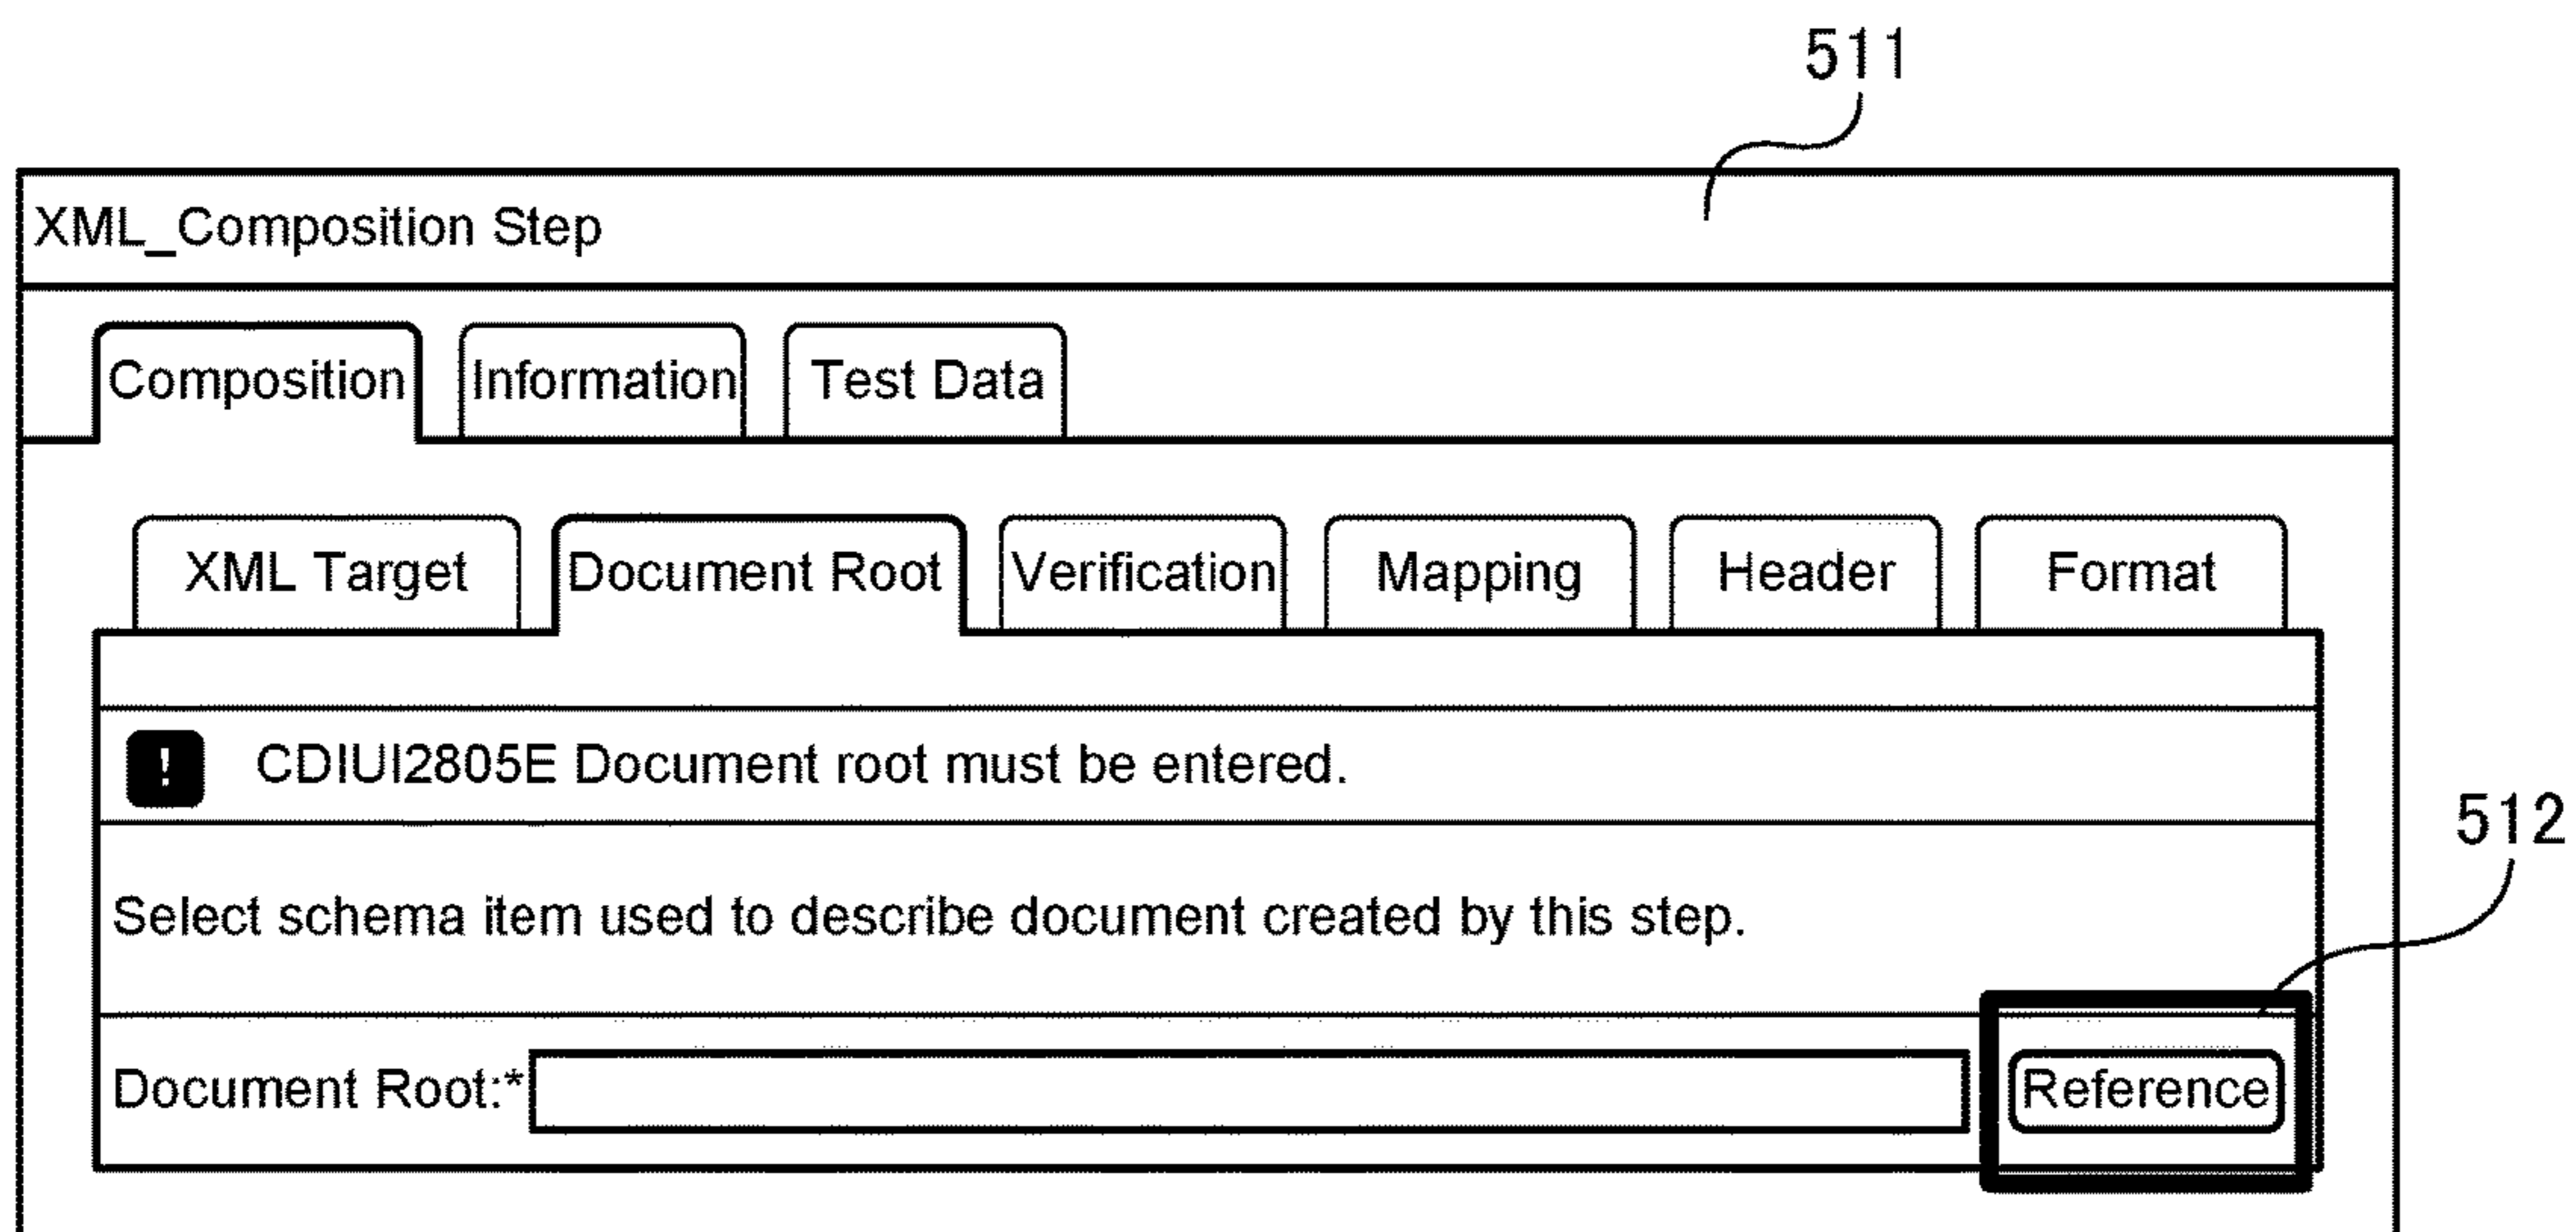 511
XML_Composition Step
Composition Information Test Data
XML Target Document Root Verification Mapping Header Format
! CDIUI2805E Document root must be entered.
512
Select schema item used to describe document created by this step.
Document Root:* Reference